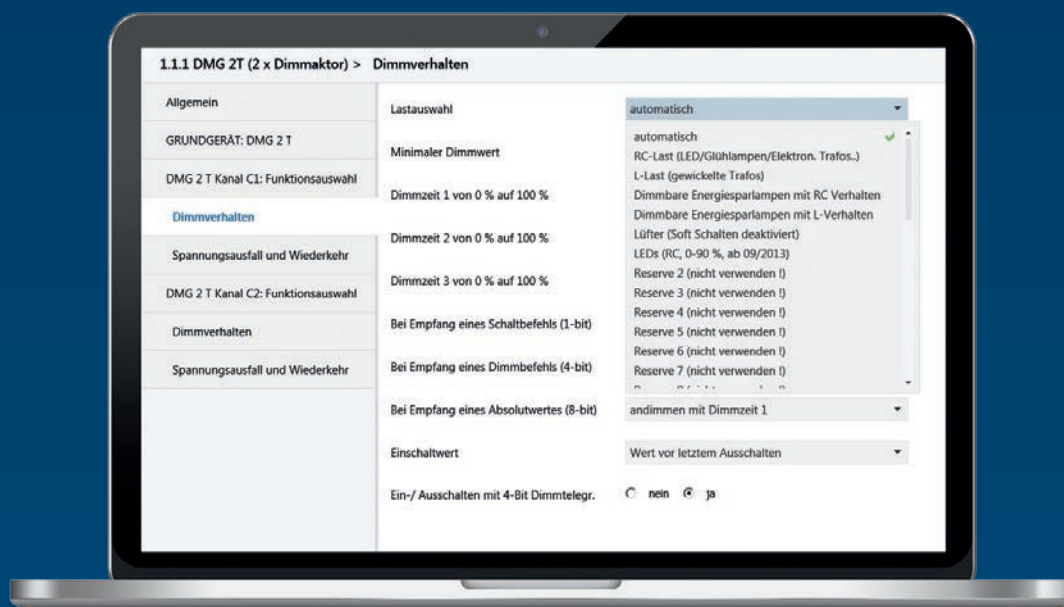 1.1.1 DMG 2T (2 x Dimmaktor) > Dimmverhalten
Allgemein
GRUNDGERÄT: DMG 2 T
DMG 2 T Kanal C1: Funktionsauswahl
Dimmverhalten
Spannungsausfall und Wiederkehr
DMG 2 T Kanal C2: Funktionsauswahl
Dimmverhalten
Spannungsausfall und Wiederkehr
Lastauswahl
automatisch
automatisch
RC-Last (LED/Glühlampen/Elektron. Trafos..)
L-Last (gewickelte Trafos)
Dimmbare Energiesparlampen mit RC Verhalten
Dimmbare Energiesparlampen mit L-Verhalten
Lüfter (Soft Schalten deaktiviert)
LEDs (RC, 0-90 %, ab 09/2013)
Reserve 2 (nicht verwenden !)
Reserve 3 (nicht verwenden !)
Reserve 4 (nicht verwenden !)
Reserve 5 (nicht verwenden !)
Reserve 6 (nicht verwenden !)
Reserve 7 (nicht verwenden !)
Minimaler Dimmwert
Dimmzeit 1 von 0 % auf 100 %
Dimmzeit 2 von 0 % auf 100 %
Dimmzeit 3 von 0 % auf 100 %
Bei Empfang eines Schaltbefehls (1-bit)
Bei Empfang eines Dimmbefehls (4-bit)
Bei Empfang eines Absolutwertes (8-bit)
andimmen mit Dimmzeit 1
Einschaltwert
Wert vor letztem Ausschalten
Ein-/ Ausschalten mit 4-Bit Dimmtelegr.
nein ja